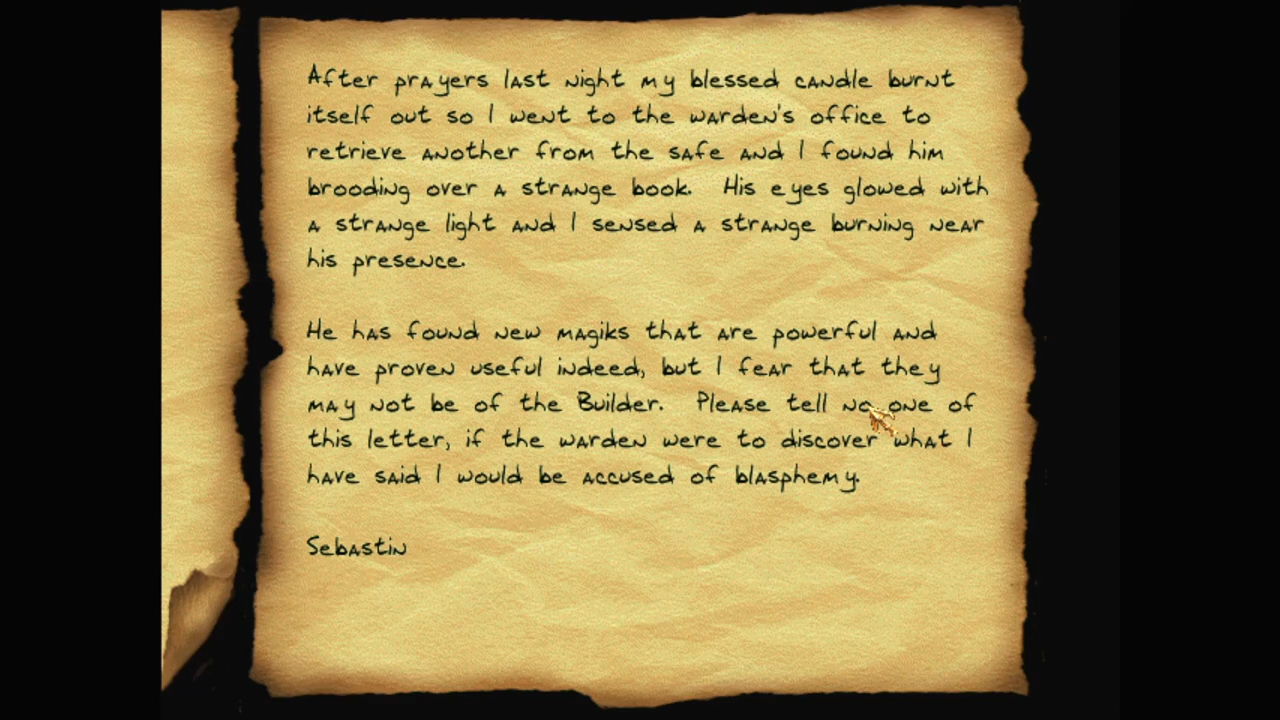 After prayers last night my blessed candle burnt
itself out so I went to the warden's office to
retrieve another from the safe and I found him
brooding over a strange book.  His eyes glowed with
a strange light and I sensed a strange burning near
his presence.
He has found new magiks that are powerful and
have proven useful indeed, but I fear that they
may not be of the Builder.  Please tell no one of
this letter, if the warden were to discover what I
have said I would be accused of blasphemy.
Sebastin